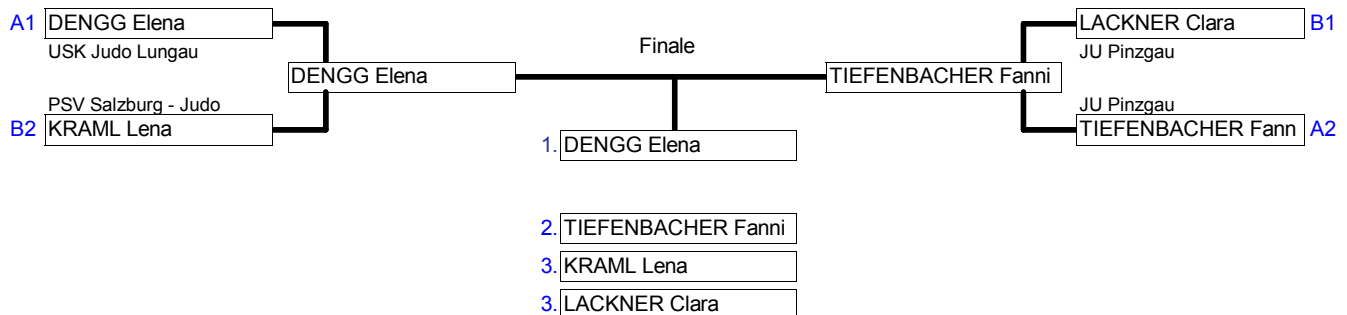 A1 DENGG Elena
USK Judo Lungau
DENGG Elena
PSV Salzburg - Judo
B2 KRAML Lena
Finale
1. DENGG Elena
LACKNER Clara B1
JU Pinzgau
TIEFENBACHER Fanni
JU Pinzgau
TIEFENBACHER Fann A2
2. TIEFENBACHER Fanni
3. KRAML Lena
3. LACKNER Clara